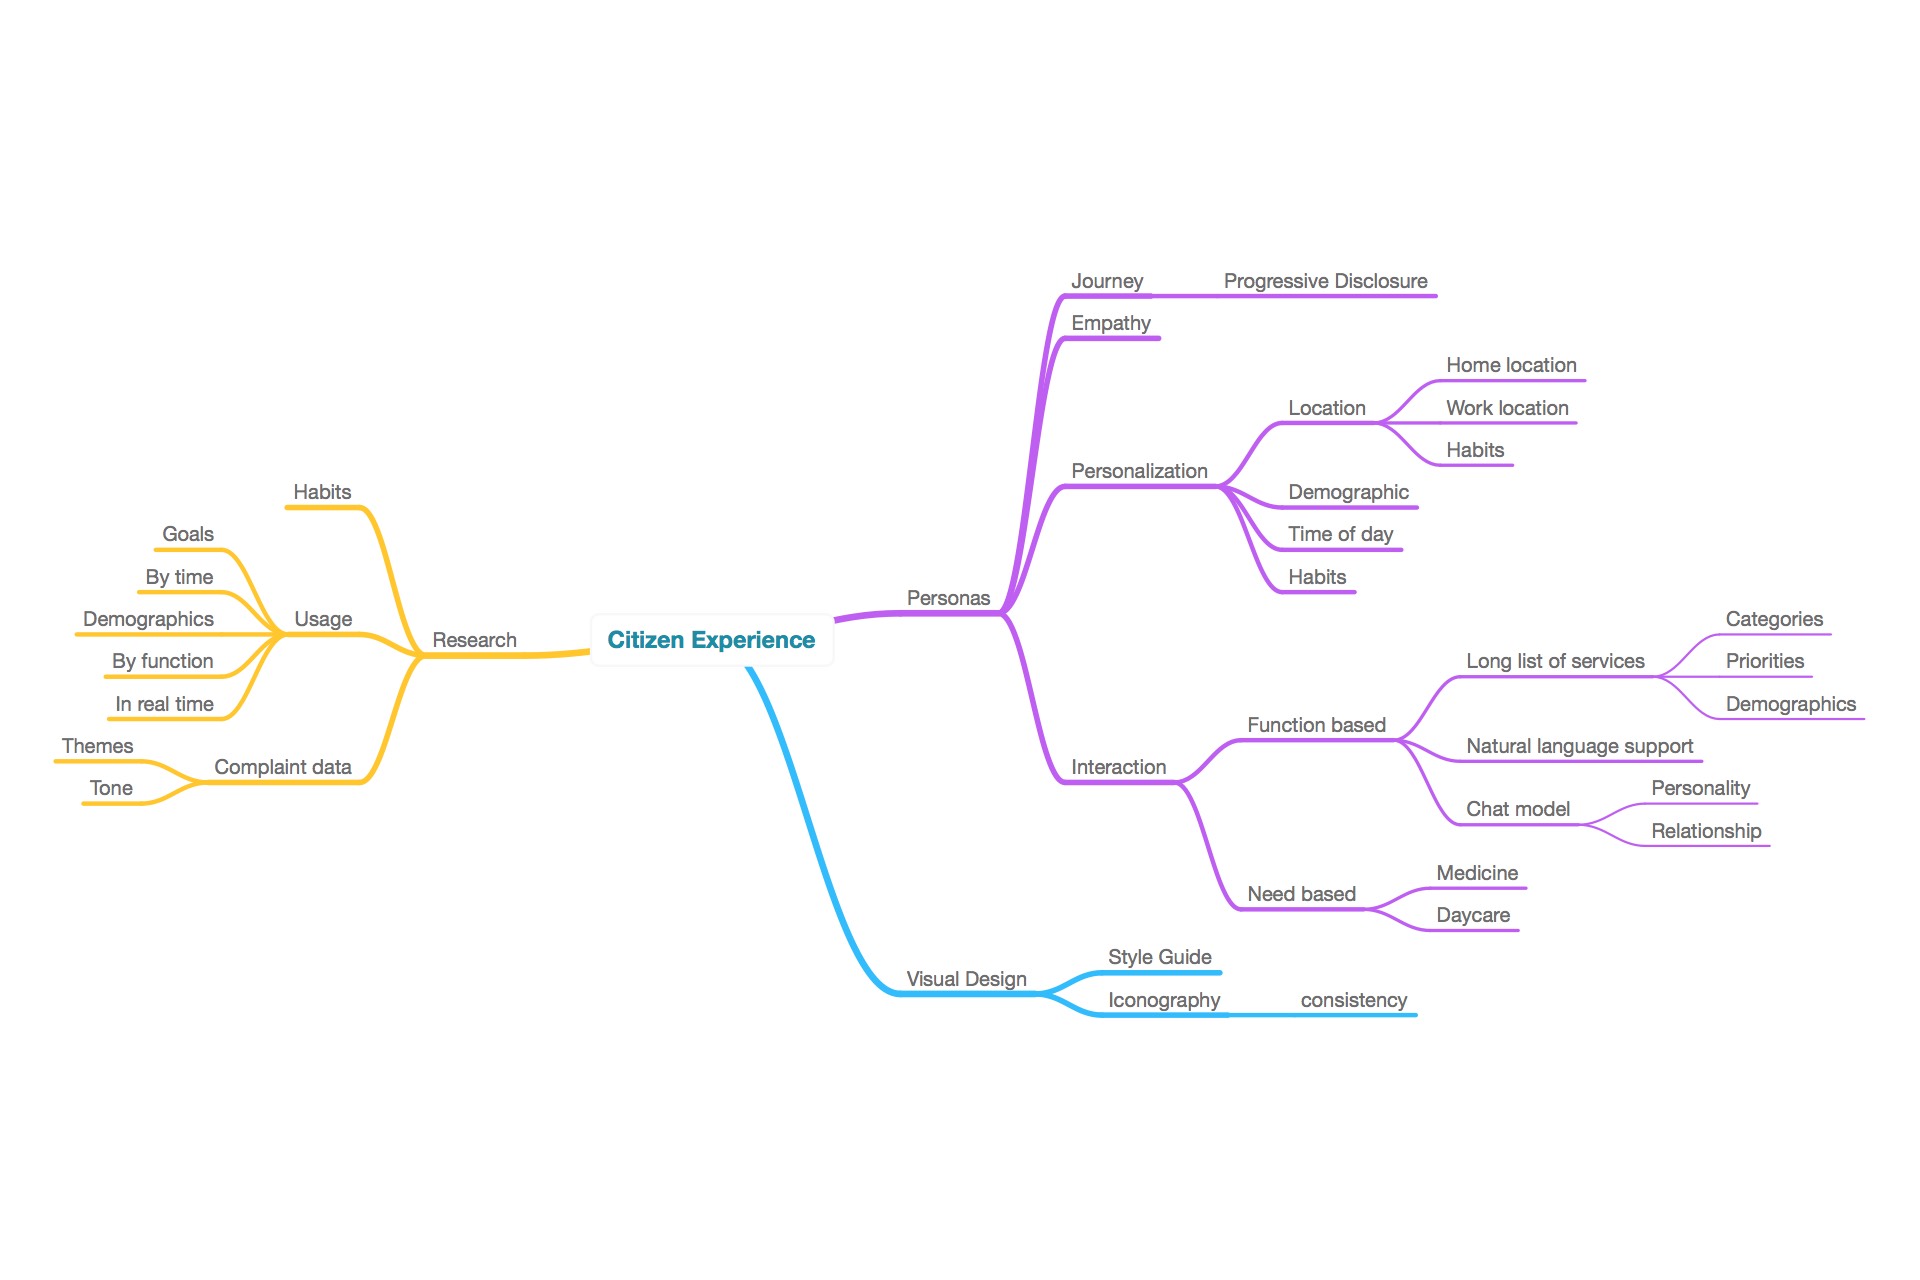 Citizen Experience
Research
Habits
Usage
Goals
By time
Demographics
By function
In real time
Complaint data
Themes
Tone
Personas
Journey
Progressive Disclosure
Empathy
Personalization
Location
Home location
Work location
Habits
Demographic
Time of day
Habits
Interaction
Function based
Long list of services
Categories
Priorities
Demographics
Natural language support
Chat model
Personality
Relationship
Need based
Medicine
Daycare
Visual Design
Style Guide
Iconography
consistency